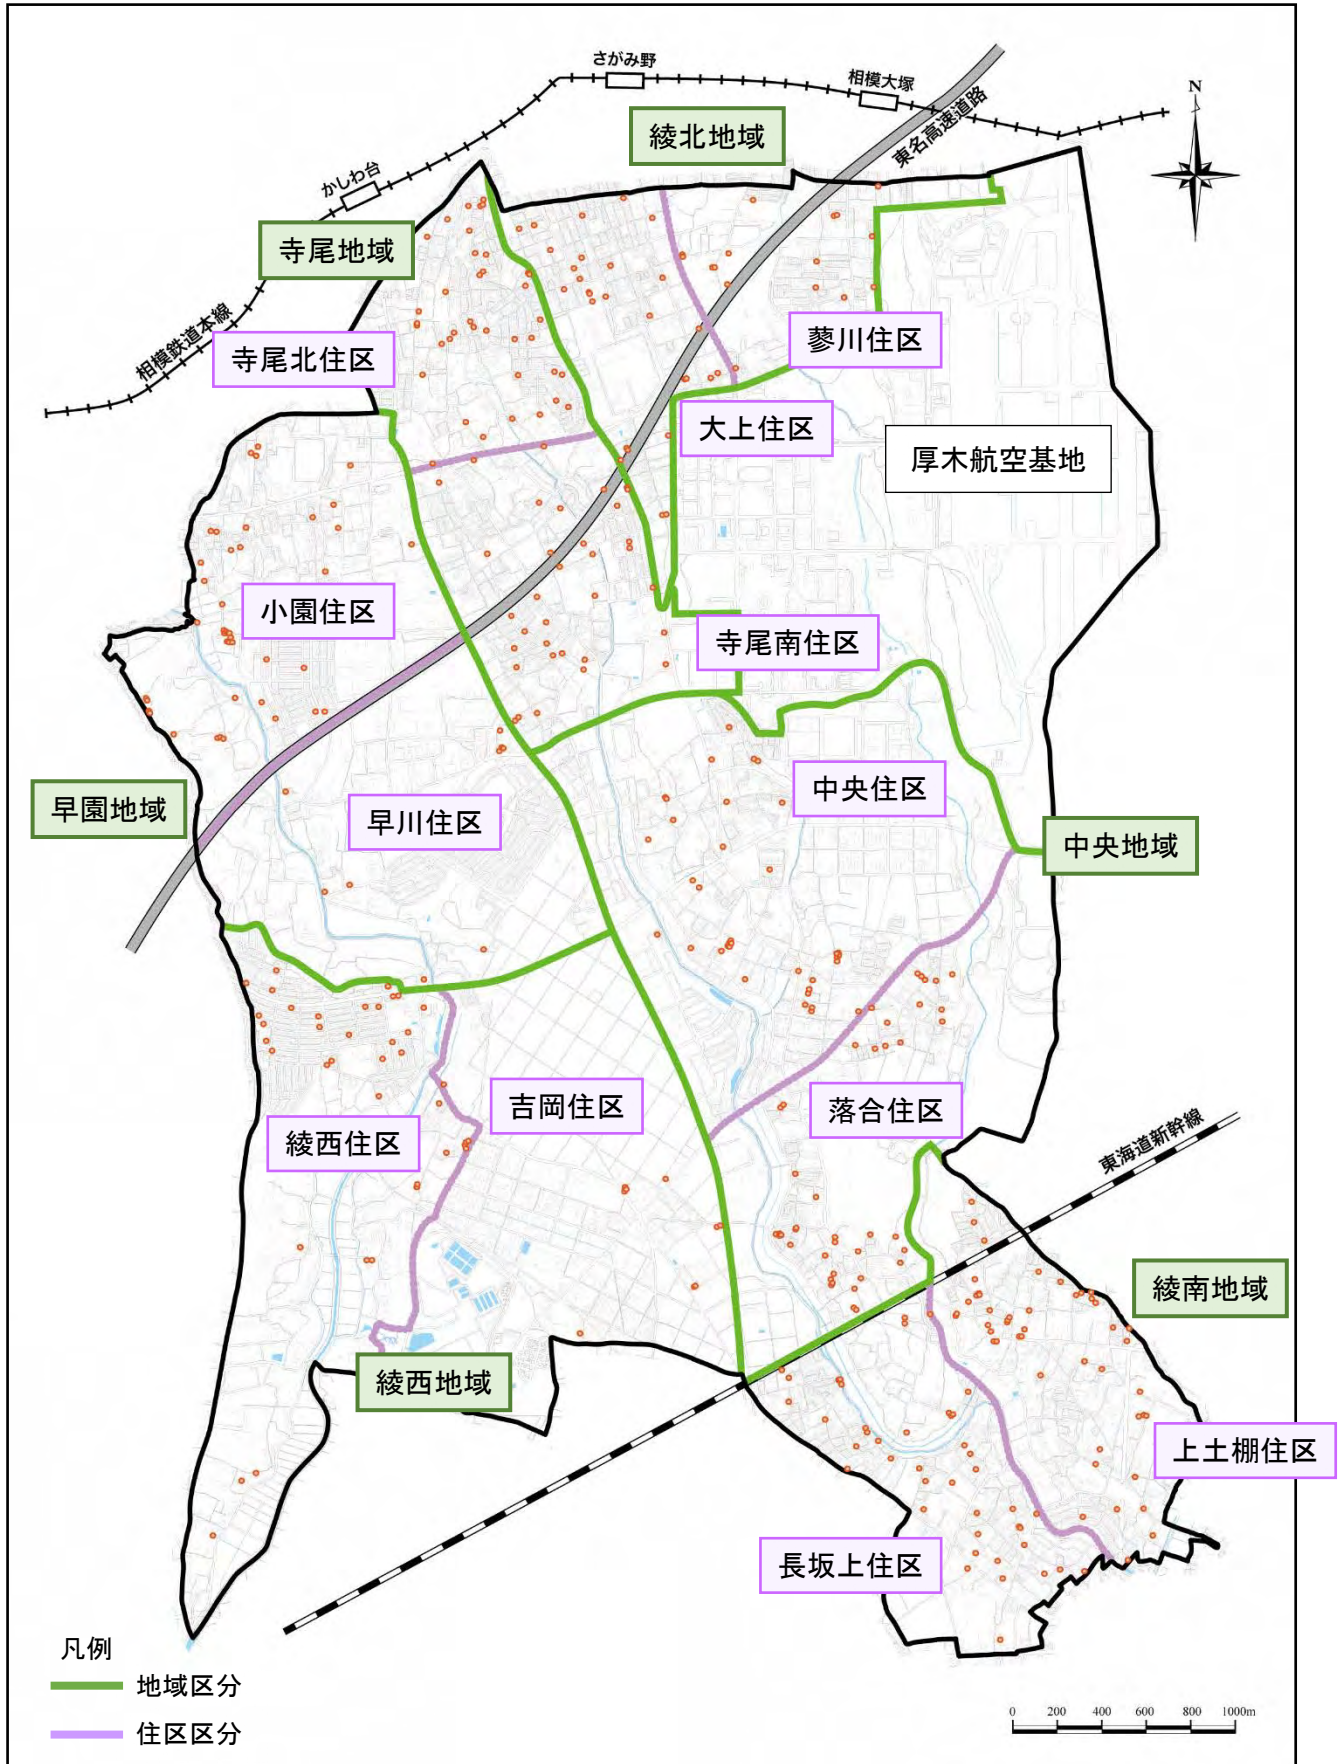 さがみ野
相模大塚
東名高速道路
N
綾北地域
かしわ台
寺尾地域
相模鉄道本線
寺尾北住区
蓼川住区
大上住区
厚木航空基地
小園住区
寺尾南住区
早園地域
早川住区
中央住区
中央地域
吉岡住区
落合住区
綾西住区
東海道新幹線
綾南地域
綾西地域
上土棚住区
長坂上住区
凡例
地域区分
住区区分
0 200 400 600 800 1000m